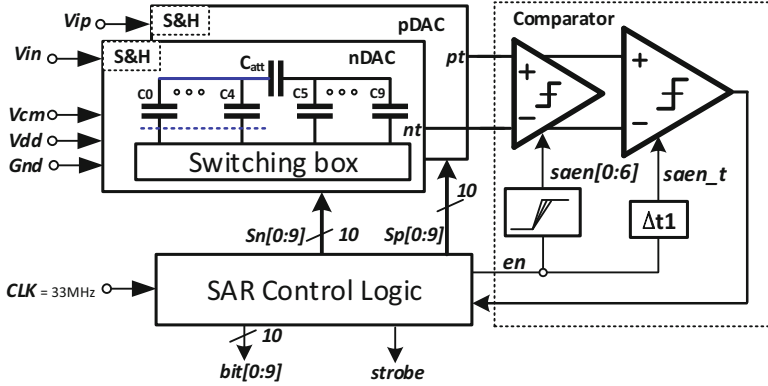 Vip
S&H
pDAC
Comparator
Vin
S&H
nDAC
Catt
pt
C0 ooo C4 C5 ooo C9
+
−
+
−
Vcm
nt
Vdd
Gnd
Switching box
saen[0:6]
saen_t
10
Δt1
Sn[0:9]
10
Sp[0:9]
en
CLK = 33MHz
SAR Control Logic
10
bit[0:9]
strobe